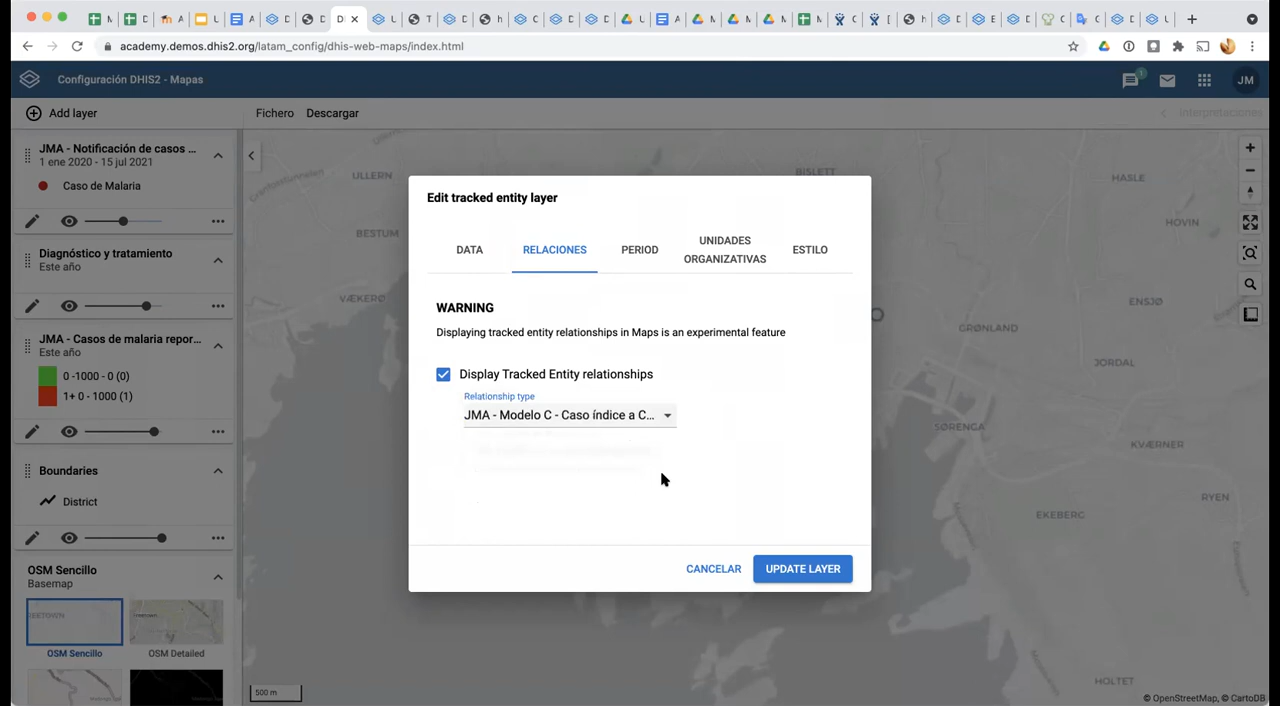 academy.demos.dhis2.org/latam_config/dhis-web-maps/index.html
Configuración DHIS2 - Mapas
1
JM
Add layer
Fichero
Descargar
Interpretaciones
JMA - Notificación de casos ...
1 ene 2020 - 15 jul 2021
Caso de Malaria
Diagnóstico y tratamiento
Este año
JMA - Casos de malaria repor...
Este año
0 -1000 - 0 (0)
1+ 0 - 1000 (1)
Boundaries
District
OSM Sencillo
Basemap
OSM Sencillo
OSM Detailed
Edit tracked entity layer
DATA
RELACIONES
PERIOD
UNIDADES
ORGANIZATIVAS
ESTILO
WARNING
Displaying tracked entity relationships in Maps is an experimental feature
Display Tracked Entity relationships
Relationship type
JMA - Modelo C - Caso índice a C...
CANCELAR
UPDATE LAYER
ULLERN
BISLETT
HASLE
HOVIN
BESTUM
VÆKERØ
ENSJØ
GRØNLAND
JORDAL
SØRENGA
KVÆRNER
RYEN
EKEBERG
HOLTET
500 m
© OpenStreetMap, © CartoDB